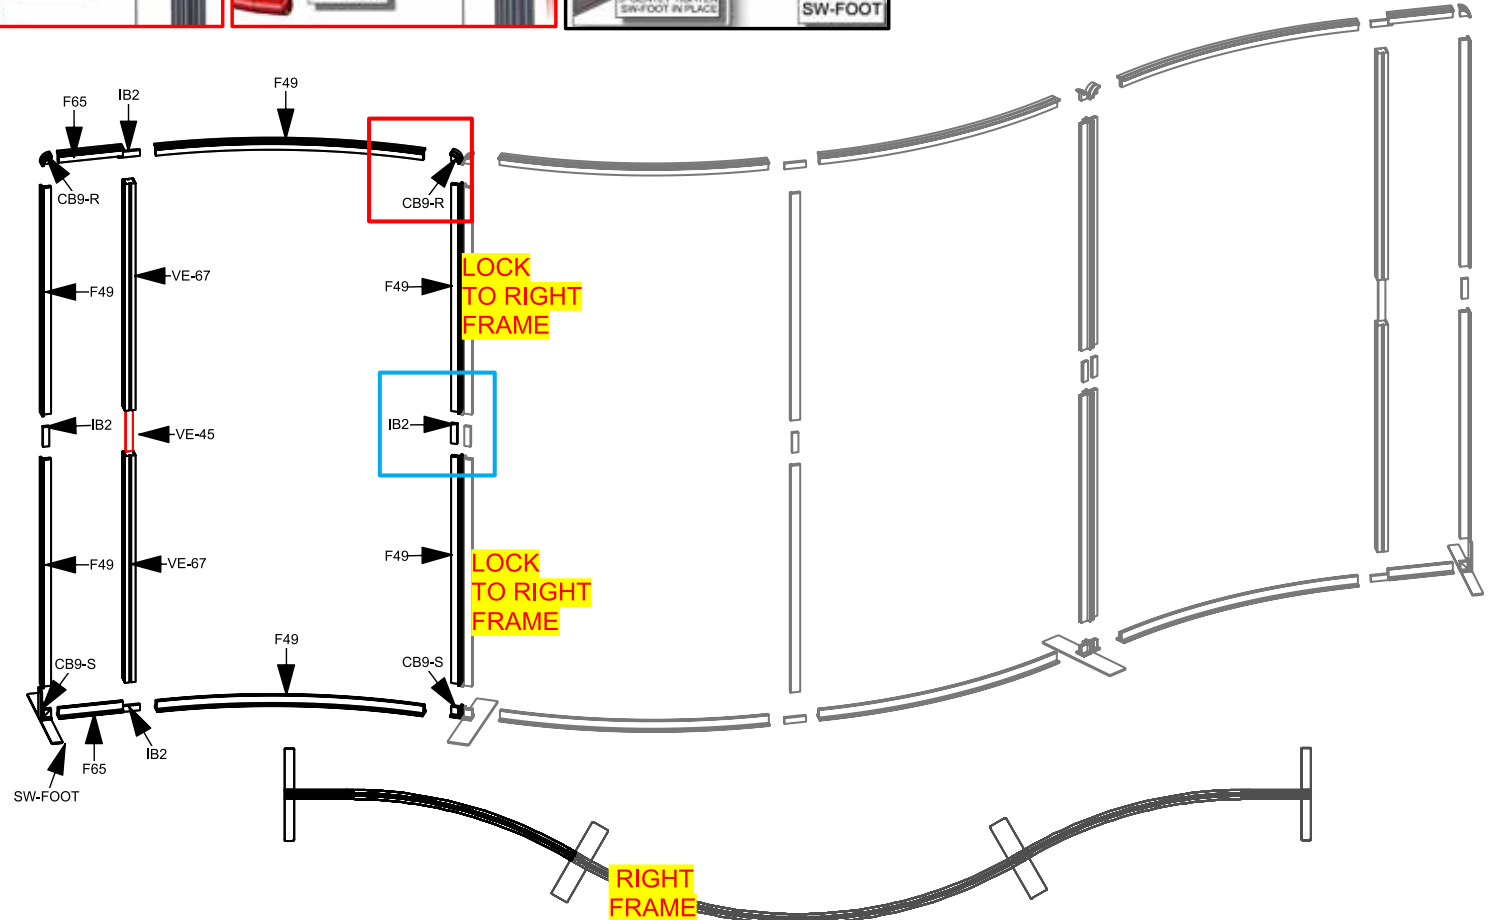 SW-FOOT IN PLACE
SW-FOOT
F49
F65
IB2
CB9-R
CB9-R
VE-67
F49
F49
LOCK
TO RIGHT
FRAME
IB2
VE-45
IB2
F49
VE-67
F49
LOCK
TO RIGHT
FRAME
F49
CB9-S
CB9-S
IB2
F65
SW-FOOT
RIGHT
FRAME